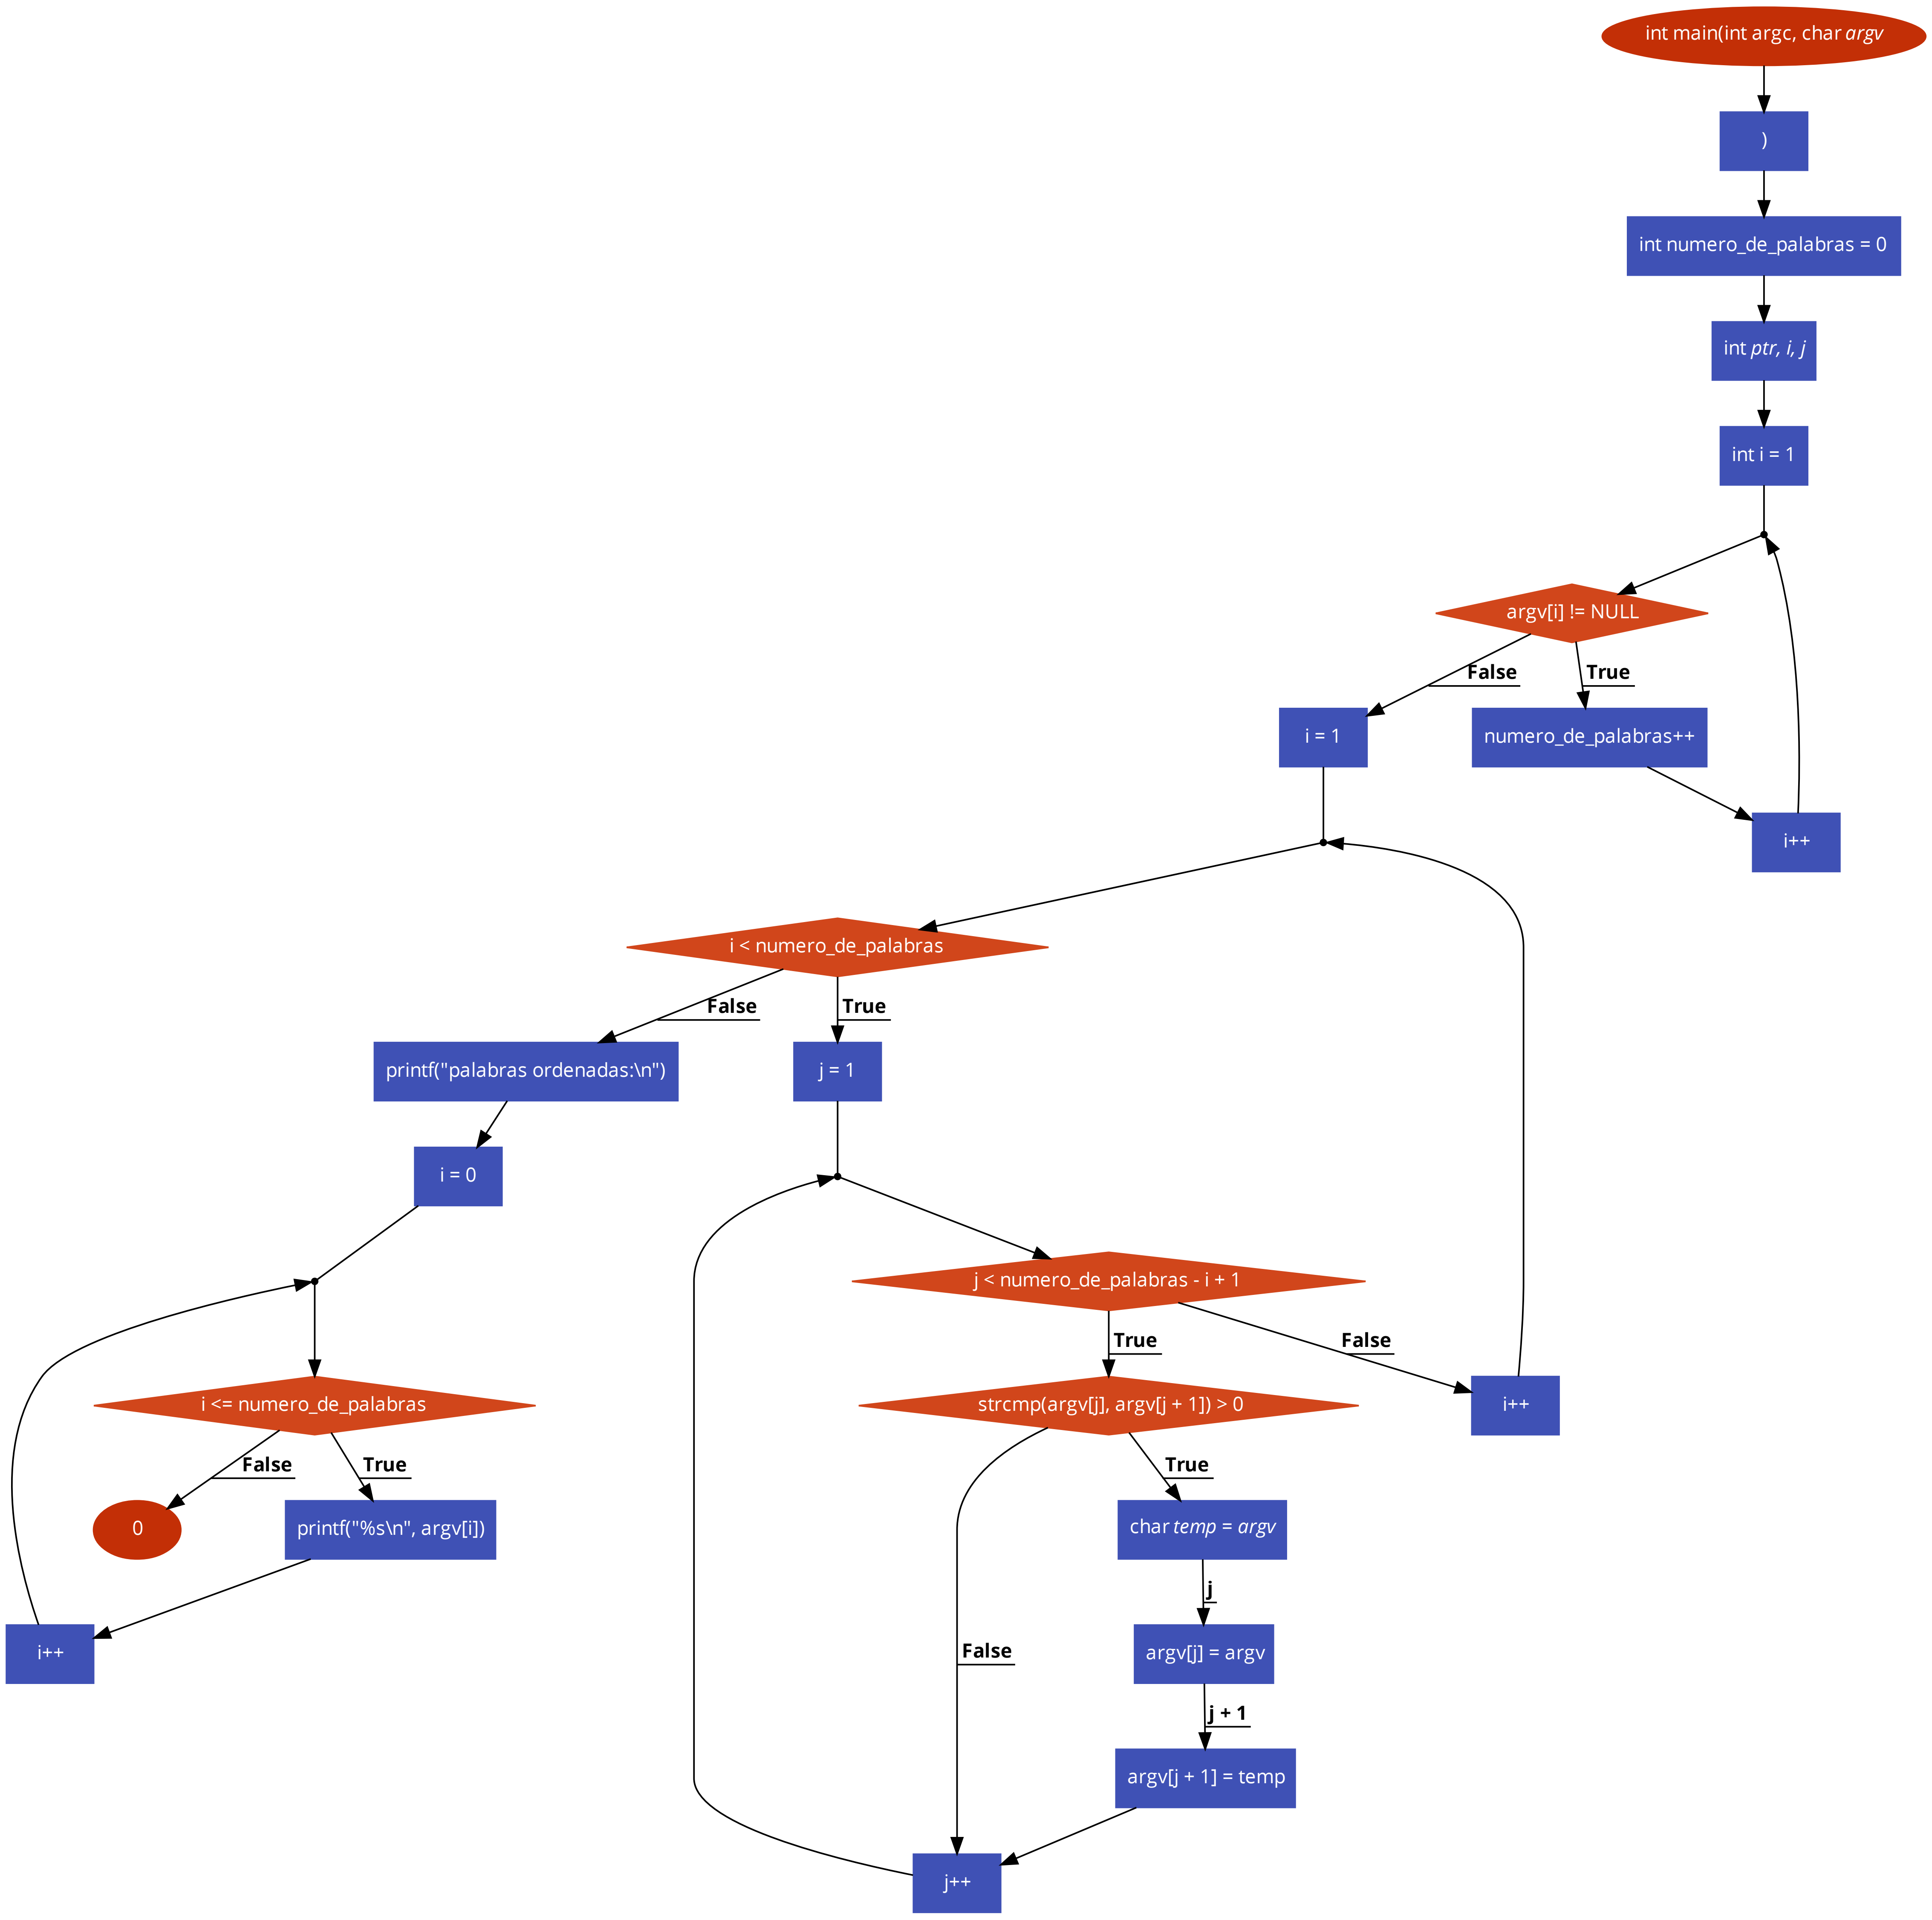 int main(int argc, char argv
)
int numero_de_palabras = 0
int ptr, i, j
int i = 1
argv[i] != NULL
False
True
i = 1
numero_de_palabras++
i++
i < numero_de_palabras
False
True
printf("palabras ordenadas:\n")
j = 1
i = 0
j < numero_de_palabras - i + 1
True
False
i <= numero_de_palabras
strcmp(argv[j], argv[j + 1]) > 0
i++
False
True
True
0
printf("%s\n", argv[i])
char temp = argv
j
i++
False
argv[j] = argv
j + 1
argv[j + 1] = temp
j++